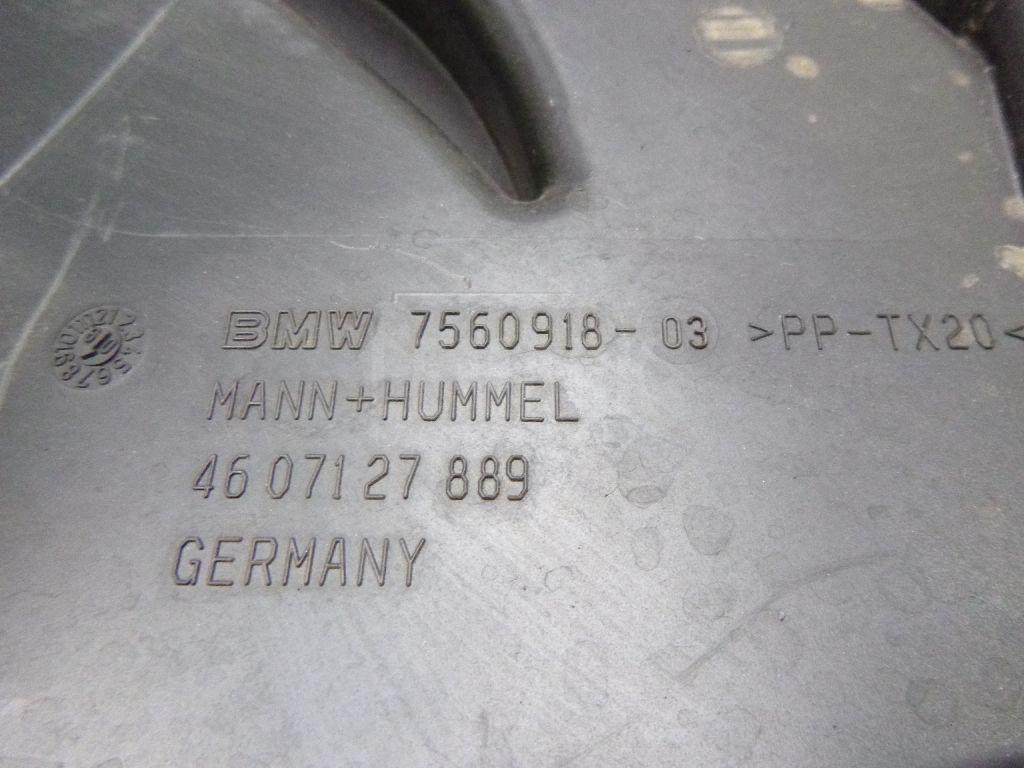 BMW 7560918- 03 >PP-TX20<
MANN+HUMMEL
46 071 27 889
GERMANY